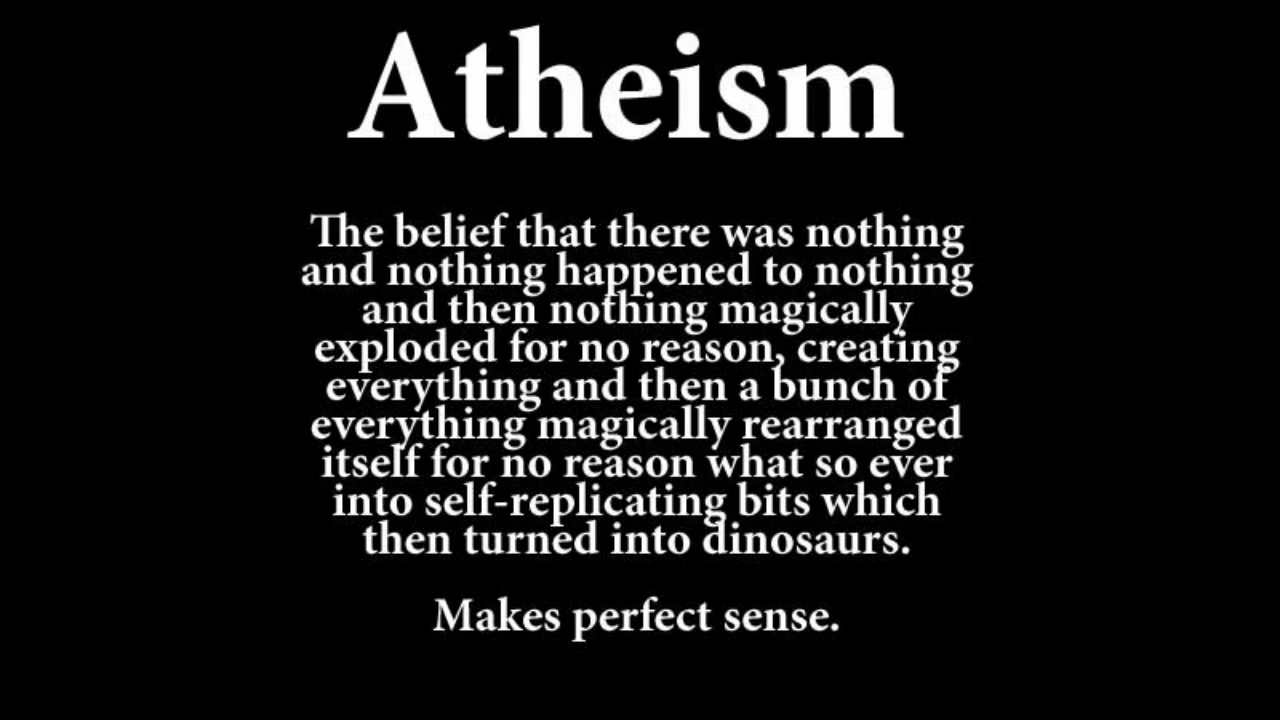 Atheism
The belief that there was nothing
and nothing happened to nothing
and then nothing magically
exploded for no reason, creating
everything and then a bunch of
everything magically rearranged
itself for no reason what so ever
into self-replicating bits which
then turned into dinosaurs.
Makes perfect sense.